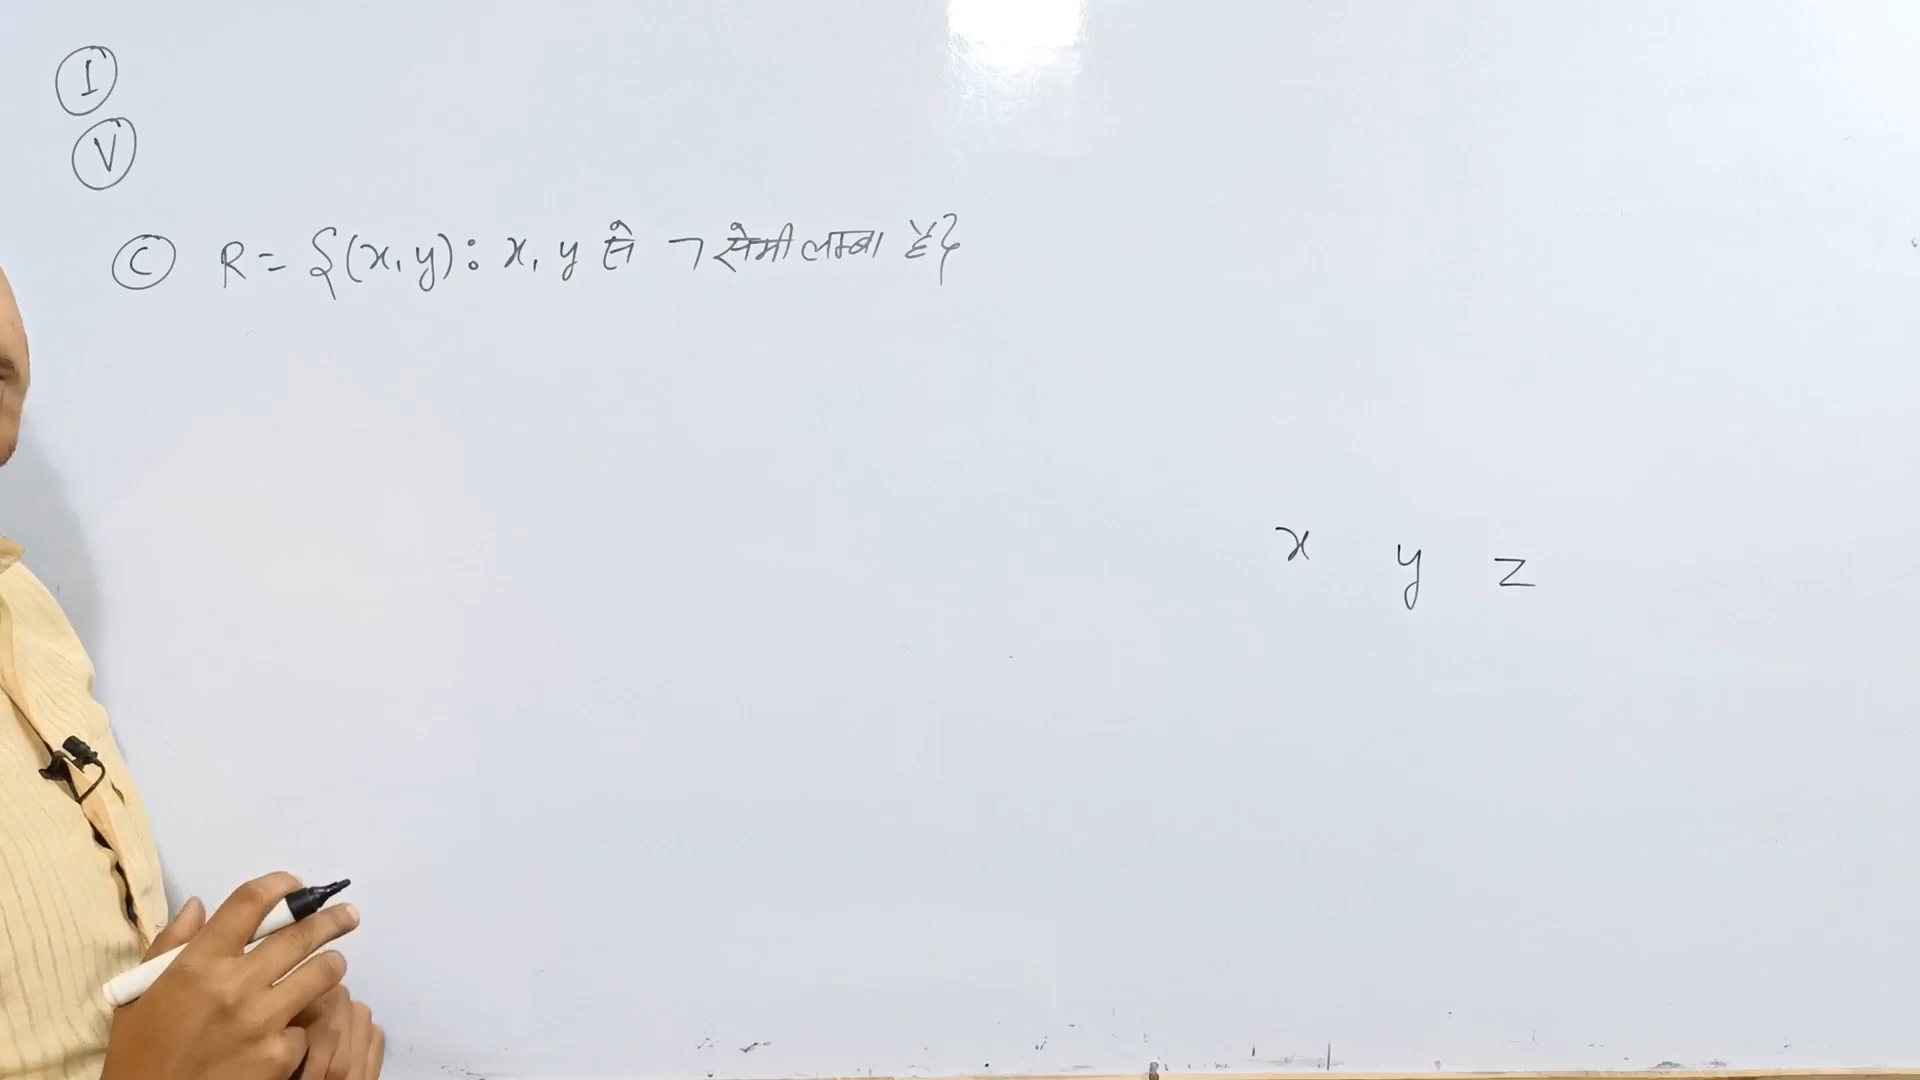 I
V
C R = {(x, y) : x, y से 7 सेमी लम्बा है}
x y z